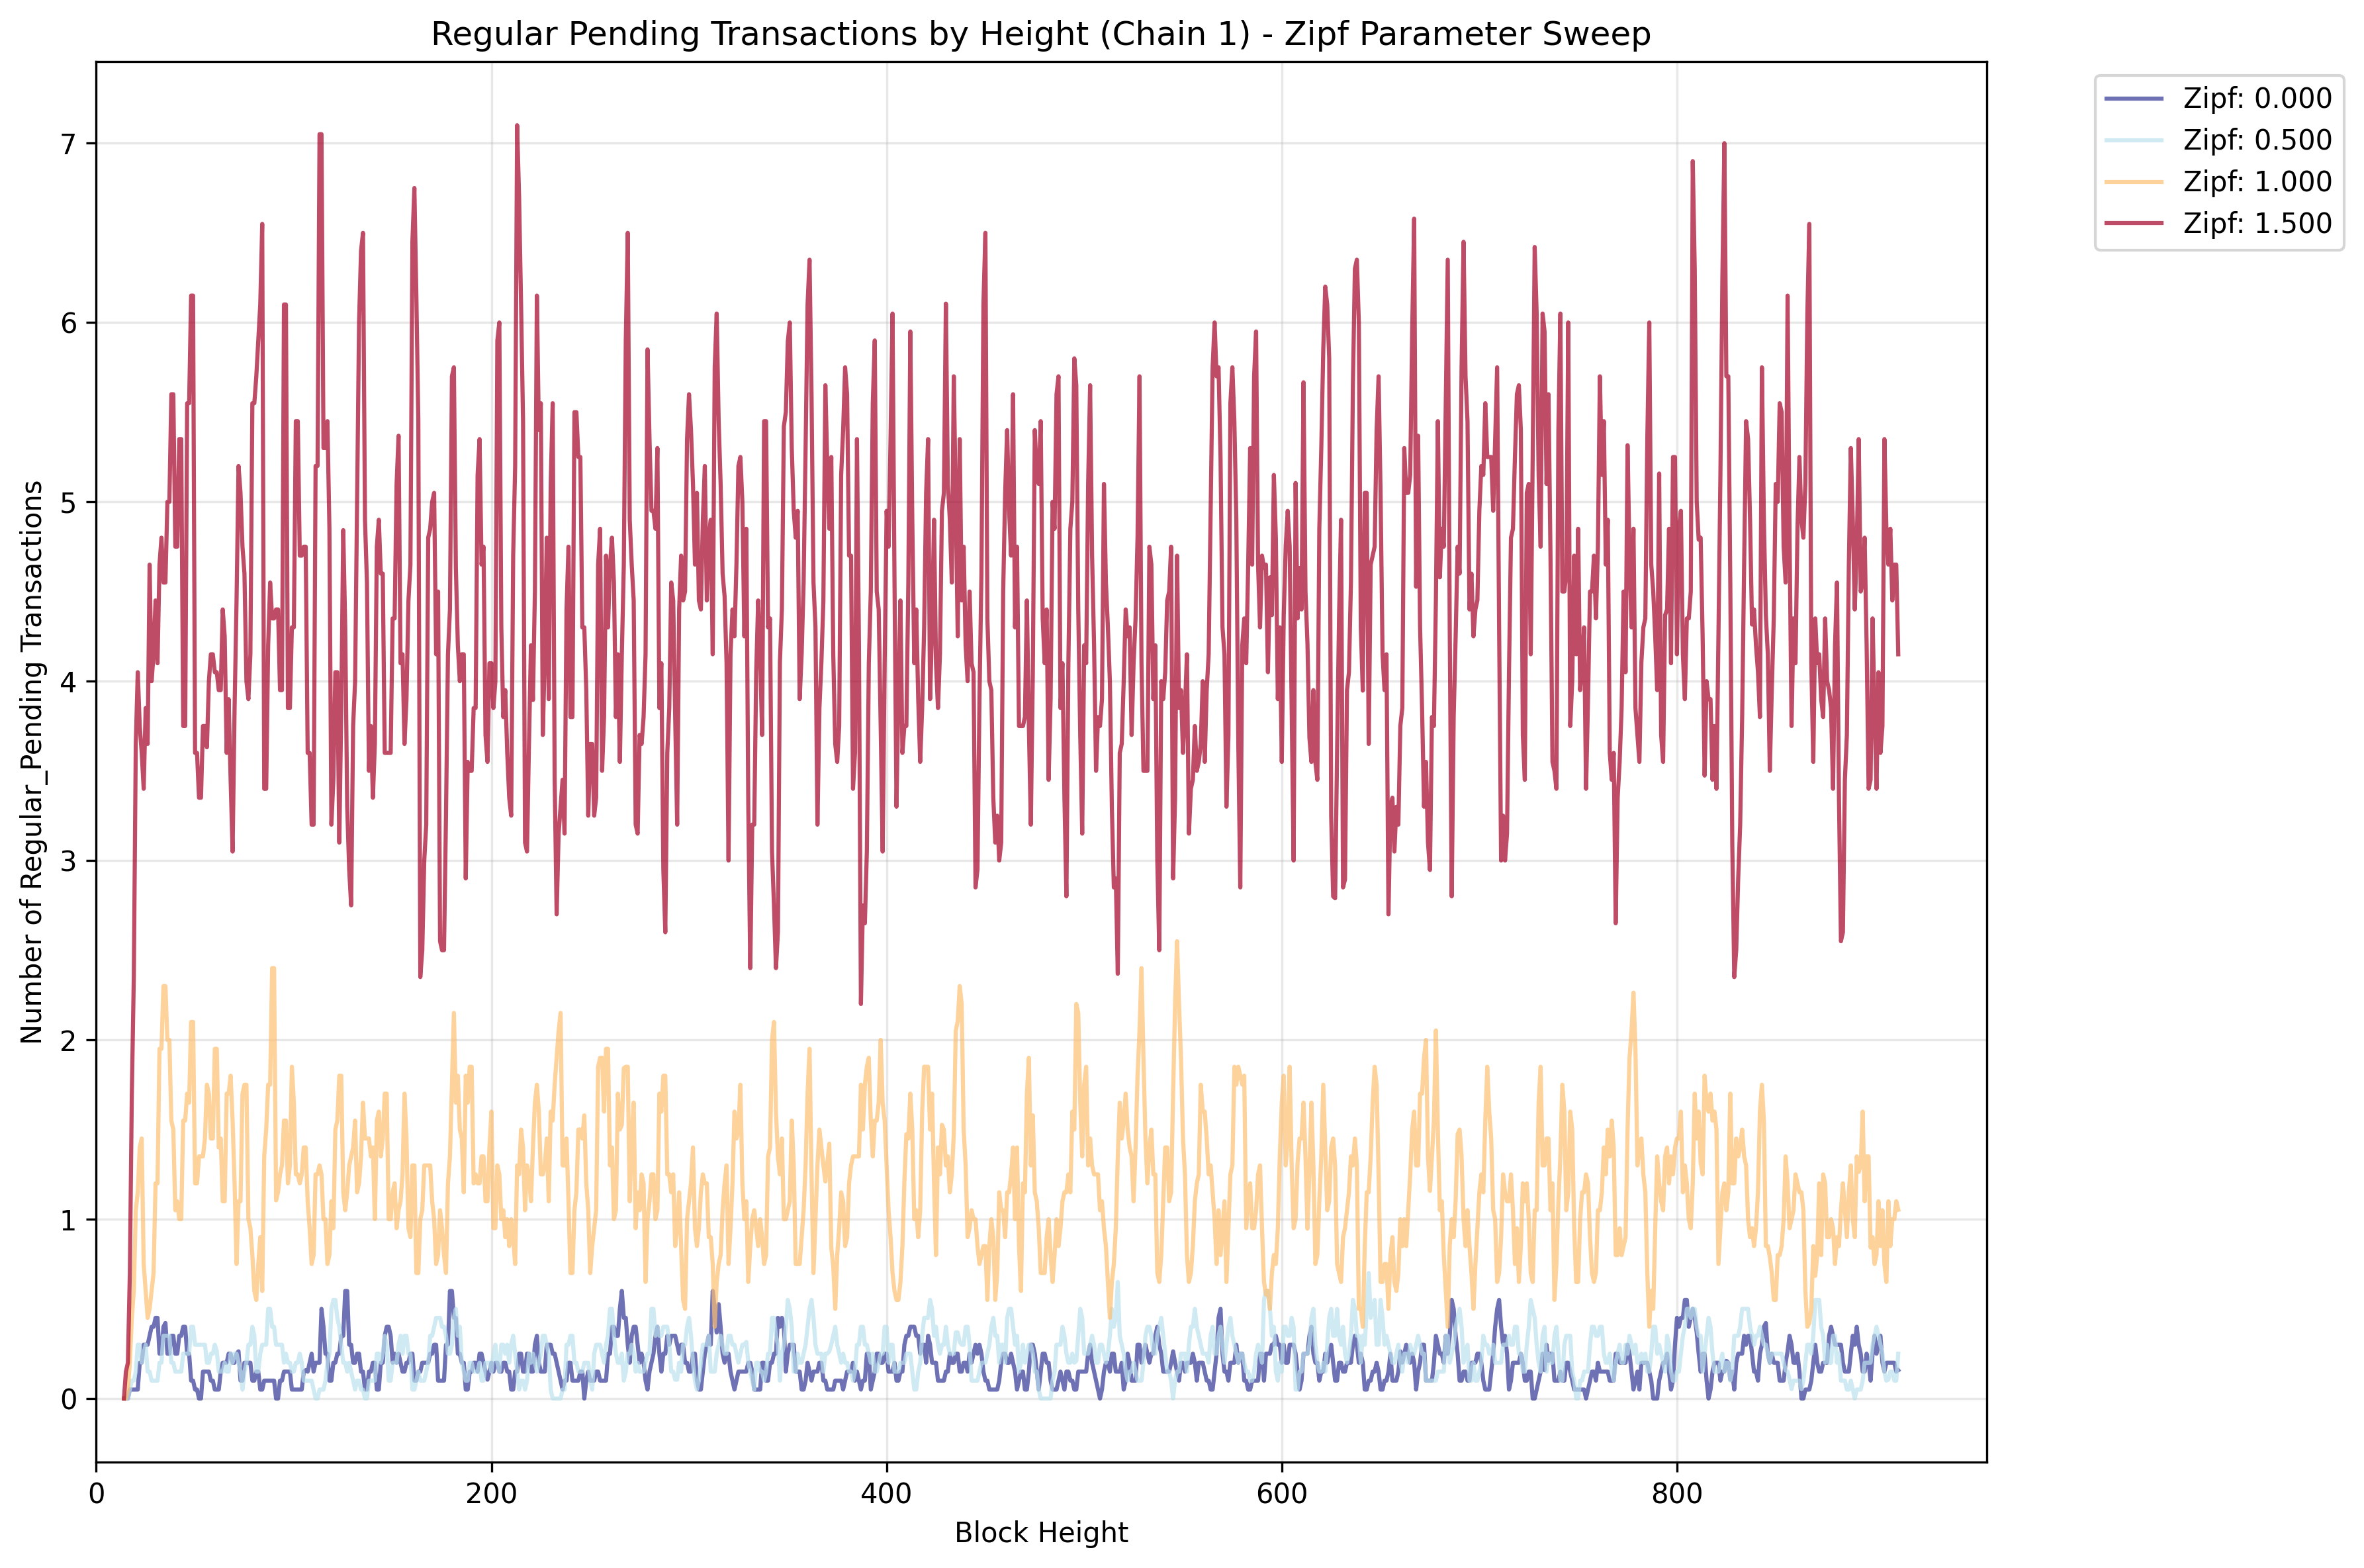 Regular Pending Transactions by Height (Chain 1) - Zipf Parameter Sweep
Number of Regular_Pending Transactions
7
6
5
4
3
2
1
0
0 200 400 600 800
Block Height
Zipf: 0.000
Zipf: 0.500
Zipf: 1.000
Zipf: 1.500